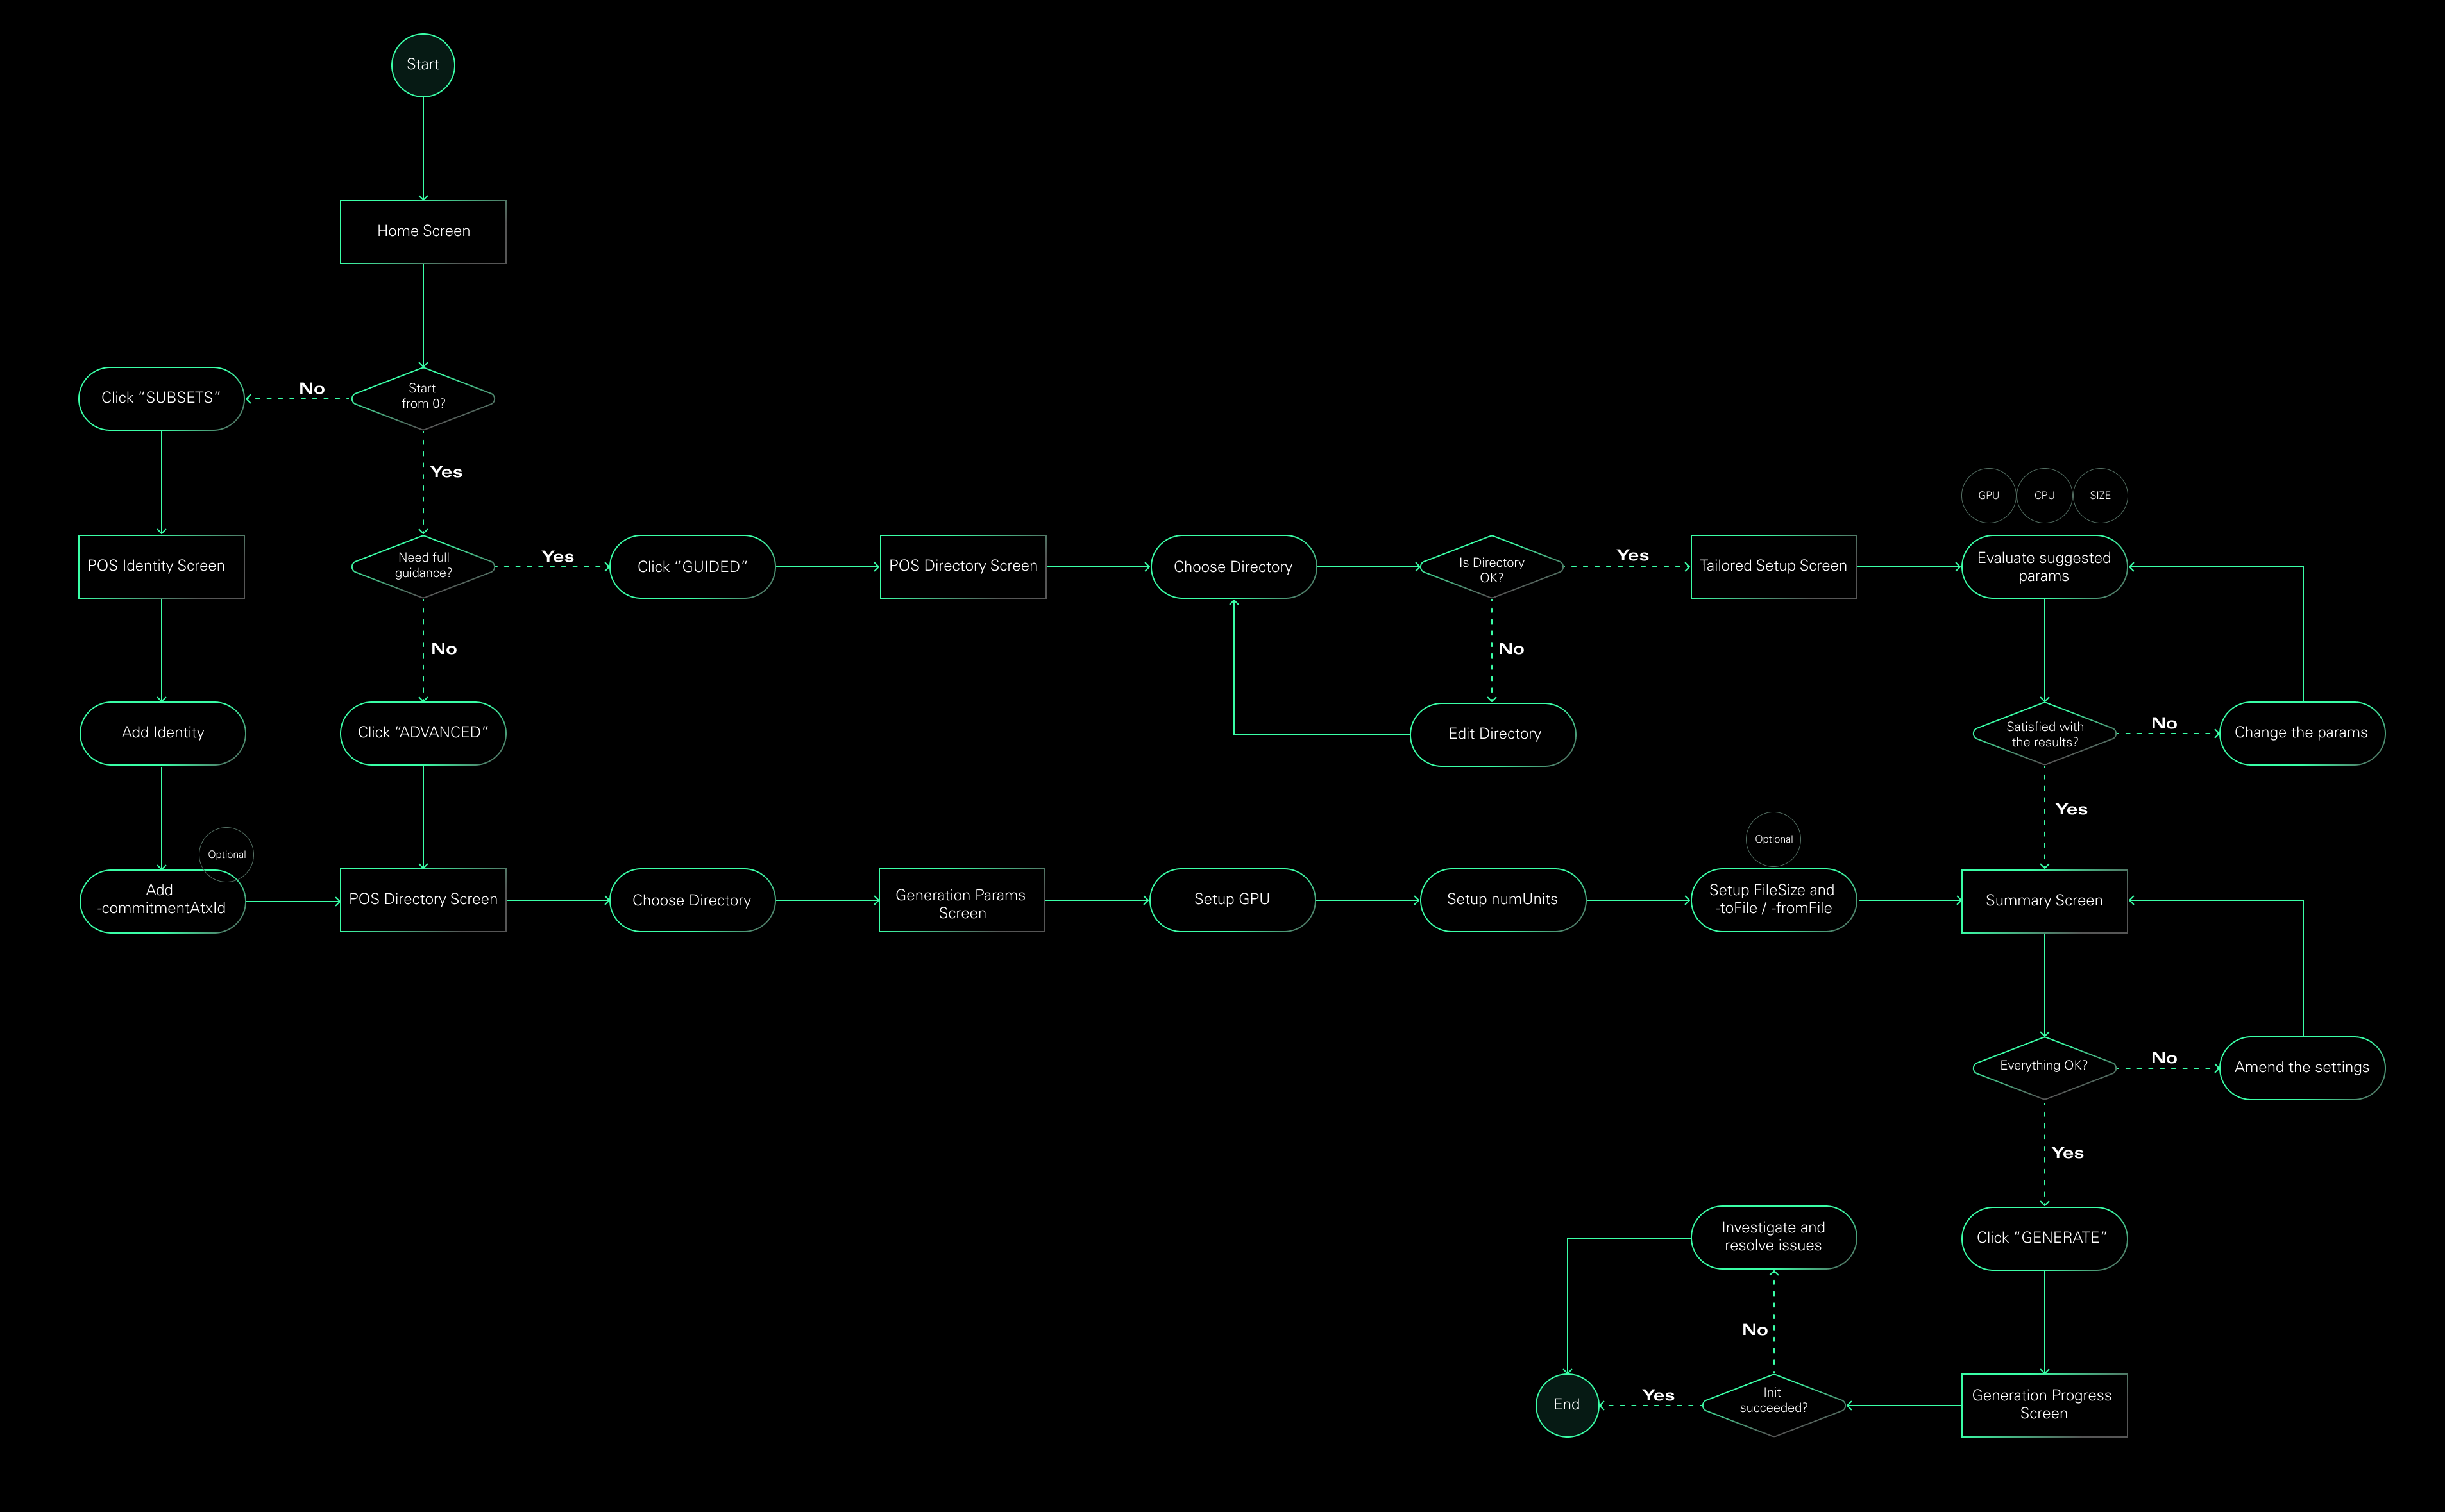 Start
Home Screen
Click “SUBSETS”
No
Start
from 0?
Yes
GPU
CPU
SIZE
POS Identity Screen
Need full
guidance?
Yes
Click “GUIDED”
POS Directory Screen
Choose Directory
Is Directory
OK?
Yes
Tailored Setup Screen
Evaluate suggested
params
No
No
Add Identity
Click “ADVANCED”
Edit Directory
Satisfied with
the results?
No
Change the params
Yes
Optional
Optional
Add
-commitmentAtxId
POS Directory Screen
Choose Directory
Generation Params
Screen
Setup GPU
Setup numUnits
Setup FileSize and
-toFile / -fromFile
Summary Screen
Everything OK?
No
Amend the settings
Yes
Investigate and
resolve issues
Click “GENERATE”
No
End
Yes
Init
succeeded?
Generation Progress
Screen